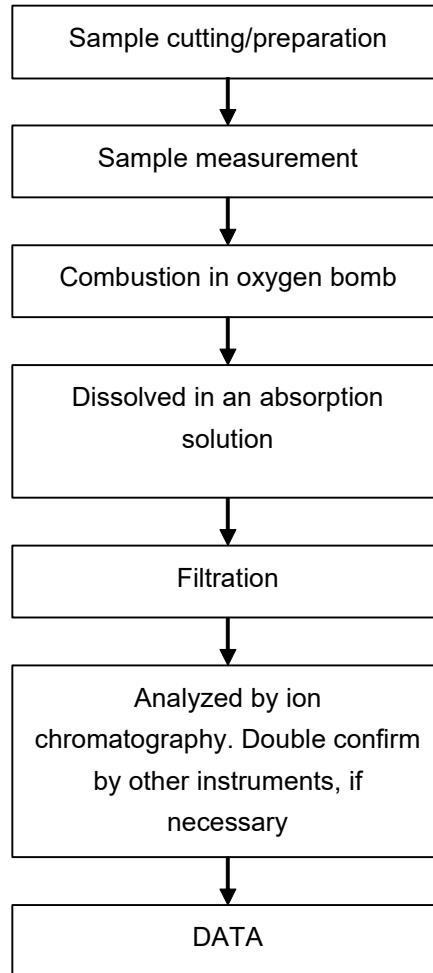 Sample cutting/preparation
Sample measurement
Combustion in oxygen bomb
Dissolved in an absorption
solution
Filtration
Analyzed by ion
chromatography. Double confirm
by other instruments, if
necessary
DATA